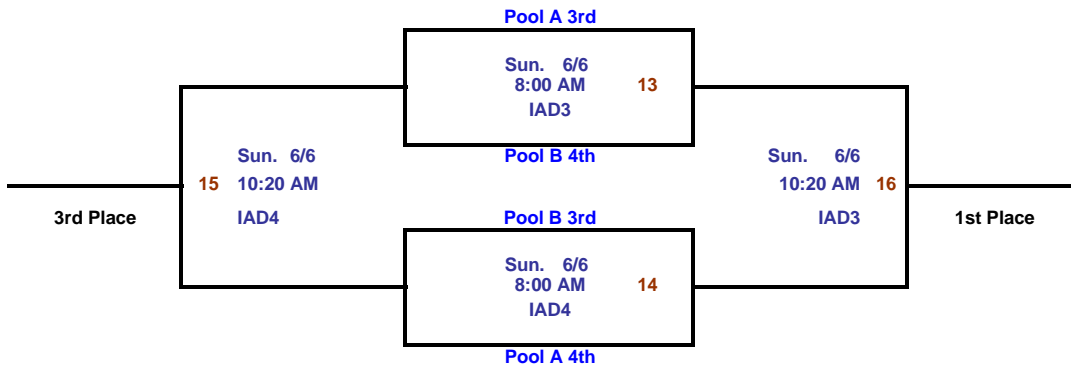 Pool A 3rd
Sun. 6/6
8:00 AM 13
IAD3
Pool B 4th
Sun. 6/6
15 10:20 AM
IAD4
3rd Place
Sun. 6/6
10:20 AM 16
IAD3
1st Place
Pool B 3rd
Sun. 6/6
8:00 AM 14
IAD4
Pool A 4th